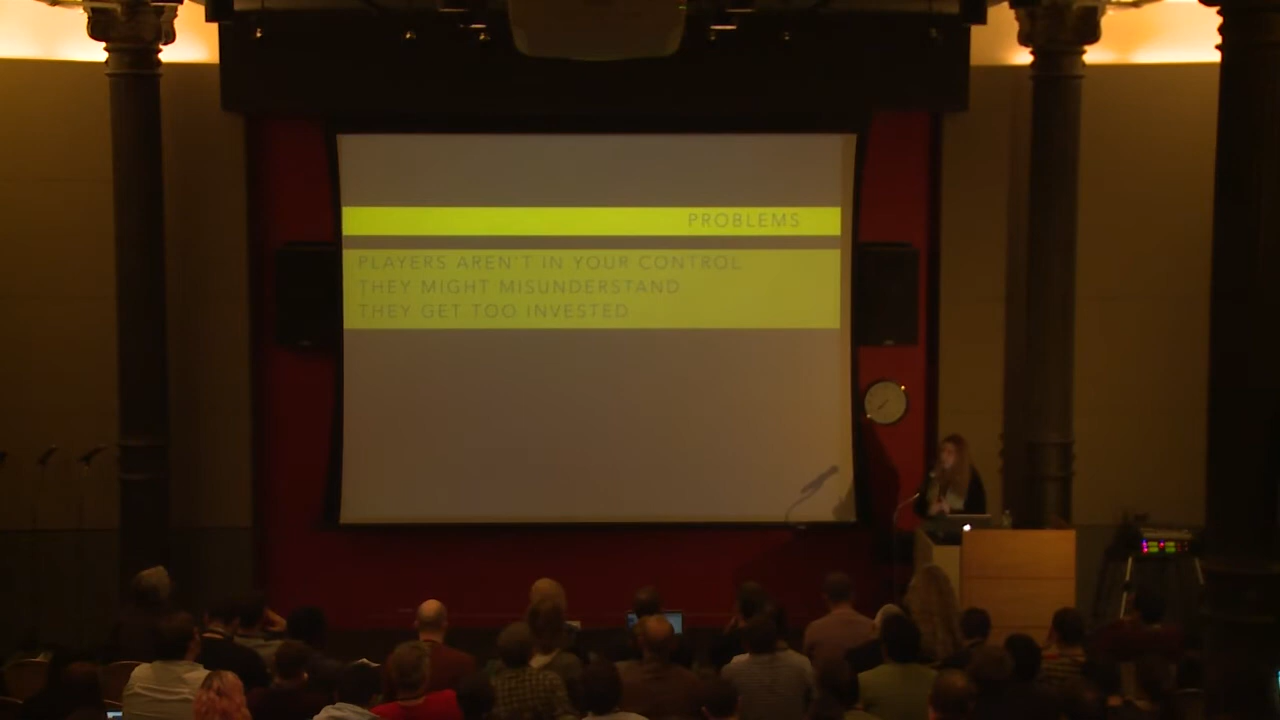 PROBLEMS
PLAYERS AREN'T IN YOUR CONTROL
THEY MIGHT MISUNDERSTAND
THEY GET TOO INVESTED